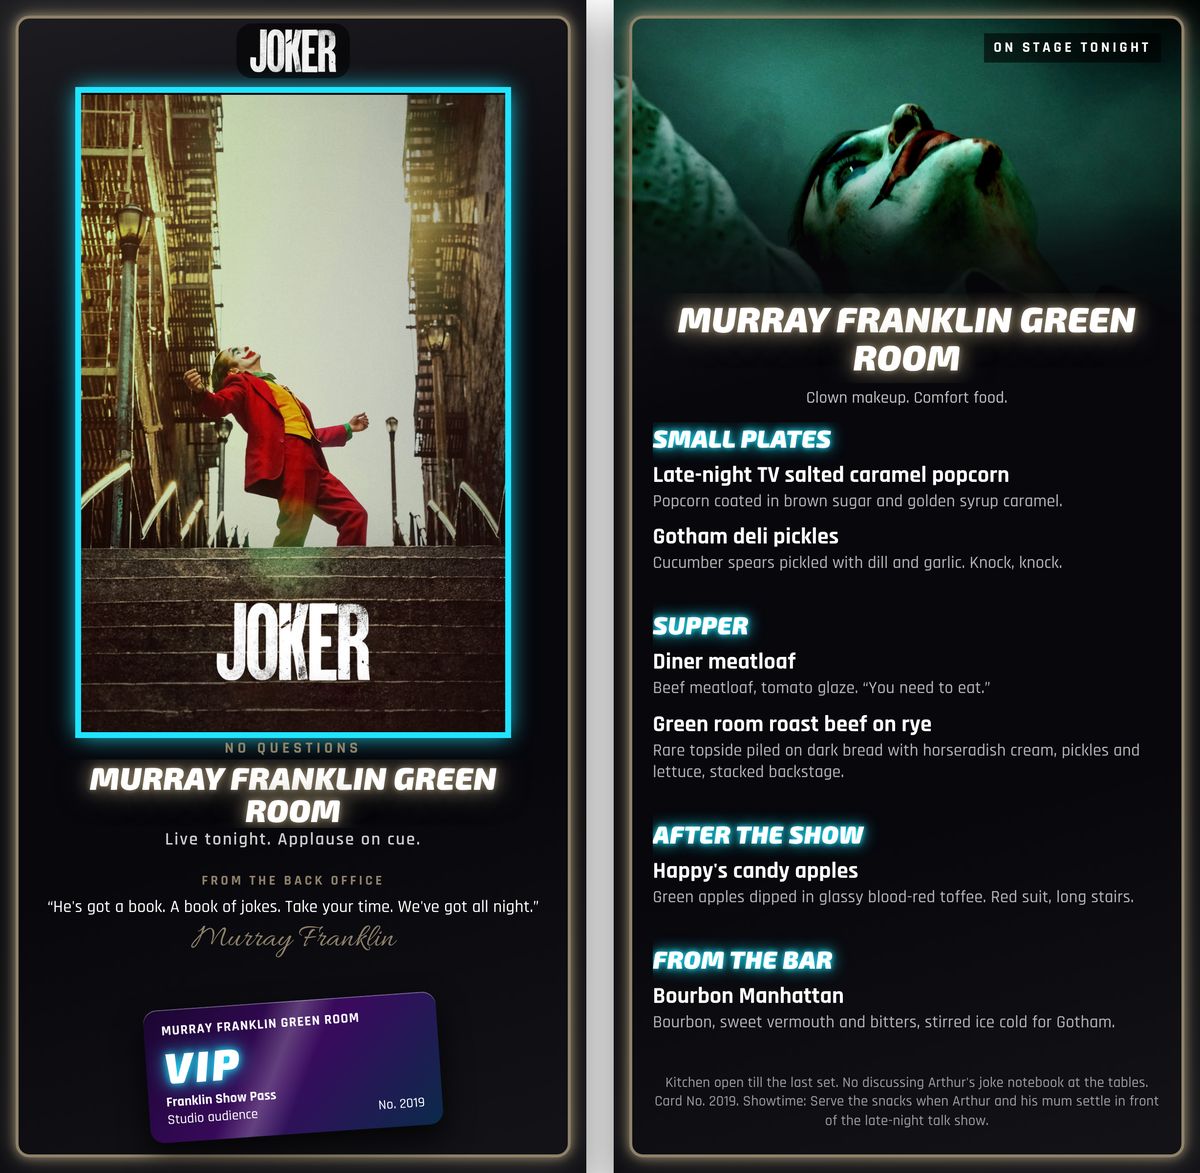 JOKER
JOKER
NO QUESTIONS
MURRAY FRANKLIN GREEN
ROOM
Live tonight. Applause on cue.
FROM THE BACK OFFICE
“He's got a book. A book of jokes. Take your time. We've got all night.”
Murray Franklin
MURRAY FRANKLIN GREEN ROOM
VIP
Franklin Show Pass
Studio audience
No. 2019
ON STAGE TONIGHT
MURRAY FRANKLIN GREEN
ROOM
Clown makeup. Comfort food.
SMALL PLATES
Late-night TV salted caramel popcorn
Popcorn coated in brown sugar and golden syrup caramel.
Gotham deli pickles
Cucumber spears pickled with dill and garlic. Knock, knock.
SUPPER
Diner meatloaf
Beef meatloaf, tomato glaze. “You need to eat.”
Green room roast beef on rye
Rare topside piled on dark bread with horseradish cream, pickles and
lettuce, stacked backstage.
AFTER THE SHOW
Happy's candy apples
Green apples dipped in glassy blood-red toffee. Red suit, long stairs.
FROM THE BAR
Bourbon Manhattan
Bourbon, sweet vermouth and bitters, stirred ice cold for Gotham.
Kitchen open till the last set. No discussing Arthur's joke notebook at the tables.
Card No. 2019. Showtime: Serve the snacks when Arthur and his mum settle in front
of the late-night talk show.